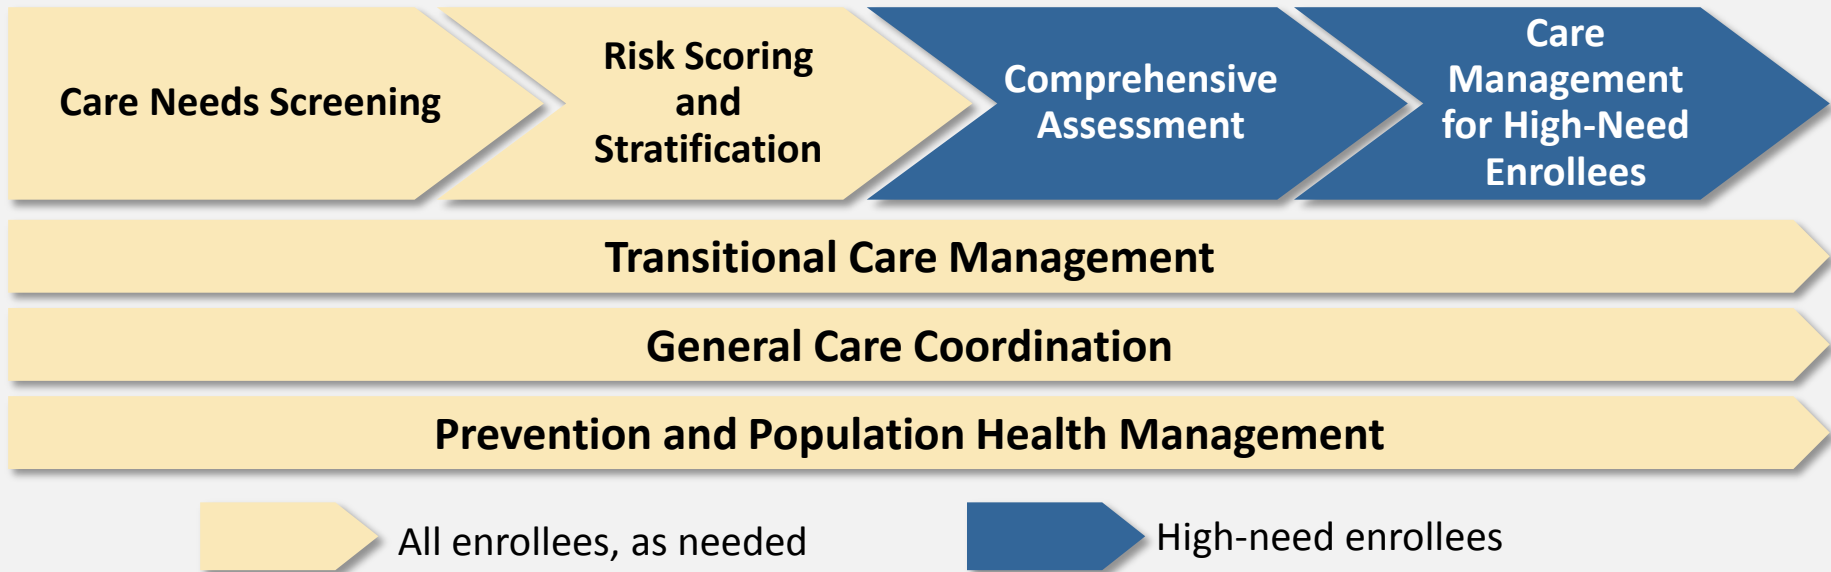 Care Needs Screening
Risk Scoring
and
Stratification
Comprehensive
Assessment
Care
Management
for High-Need
Enrollees
Transitional Care Management
General Care Coordination
Prevention and Population Health Management
All enrollees, as needed
High-need enrollees